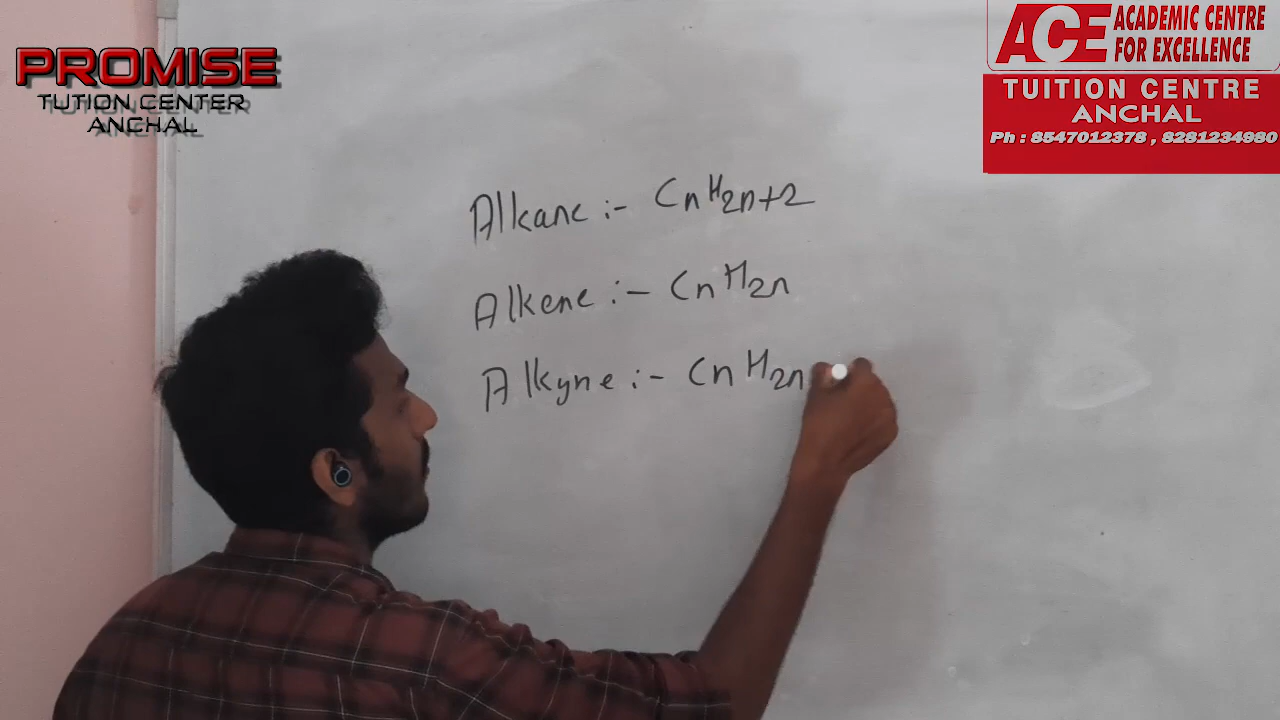 PROMISE
TUTION CENTER
ANCHAL
ACE ACADEMIC CENTRE
FOR EXCELLENCE
TUITION CENTRE
ANCHAL
Ph : 8547012378 , 8281234980
Alkane :- CnH2n+2
Alkene :- CnH2n
Alkyne :- CnH2n